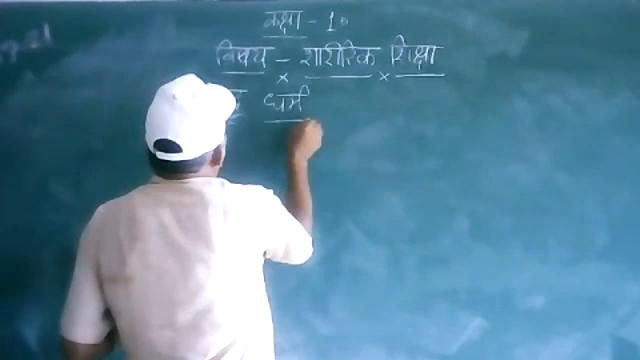 कक्षा - 10
विषय - शारीरिक शिक्षा
धर्म